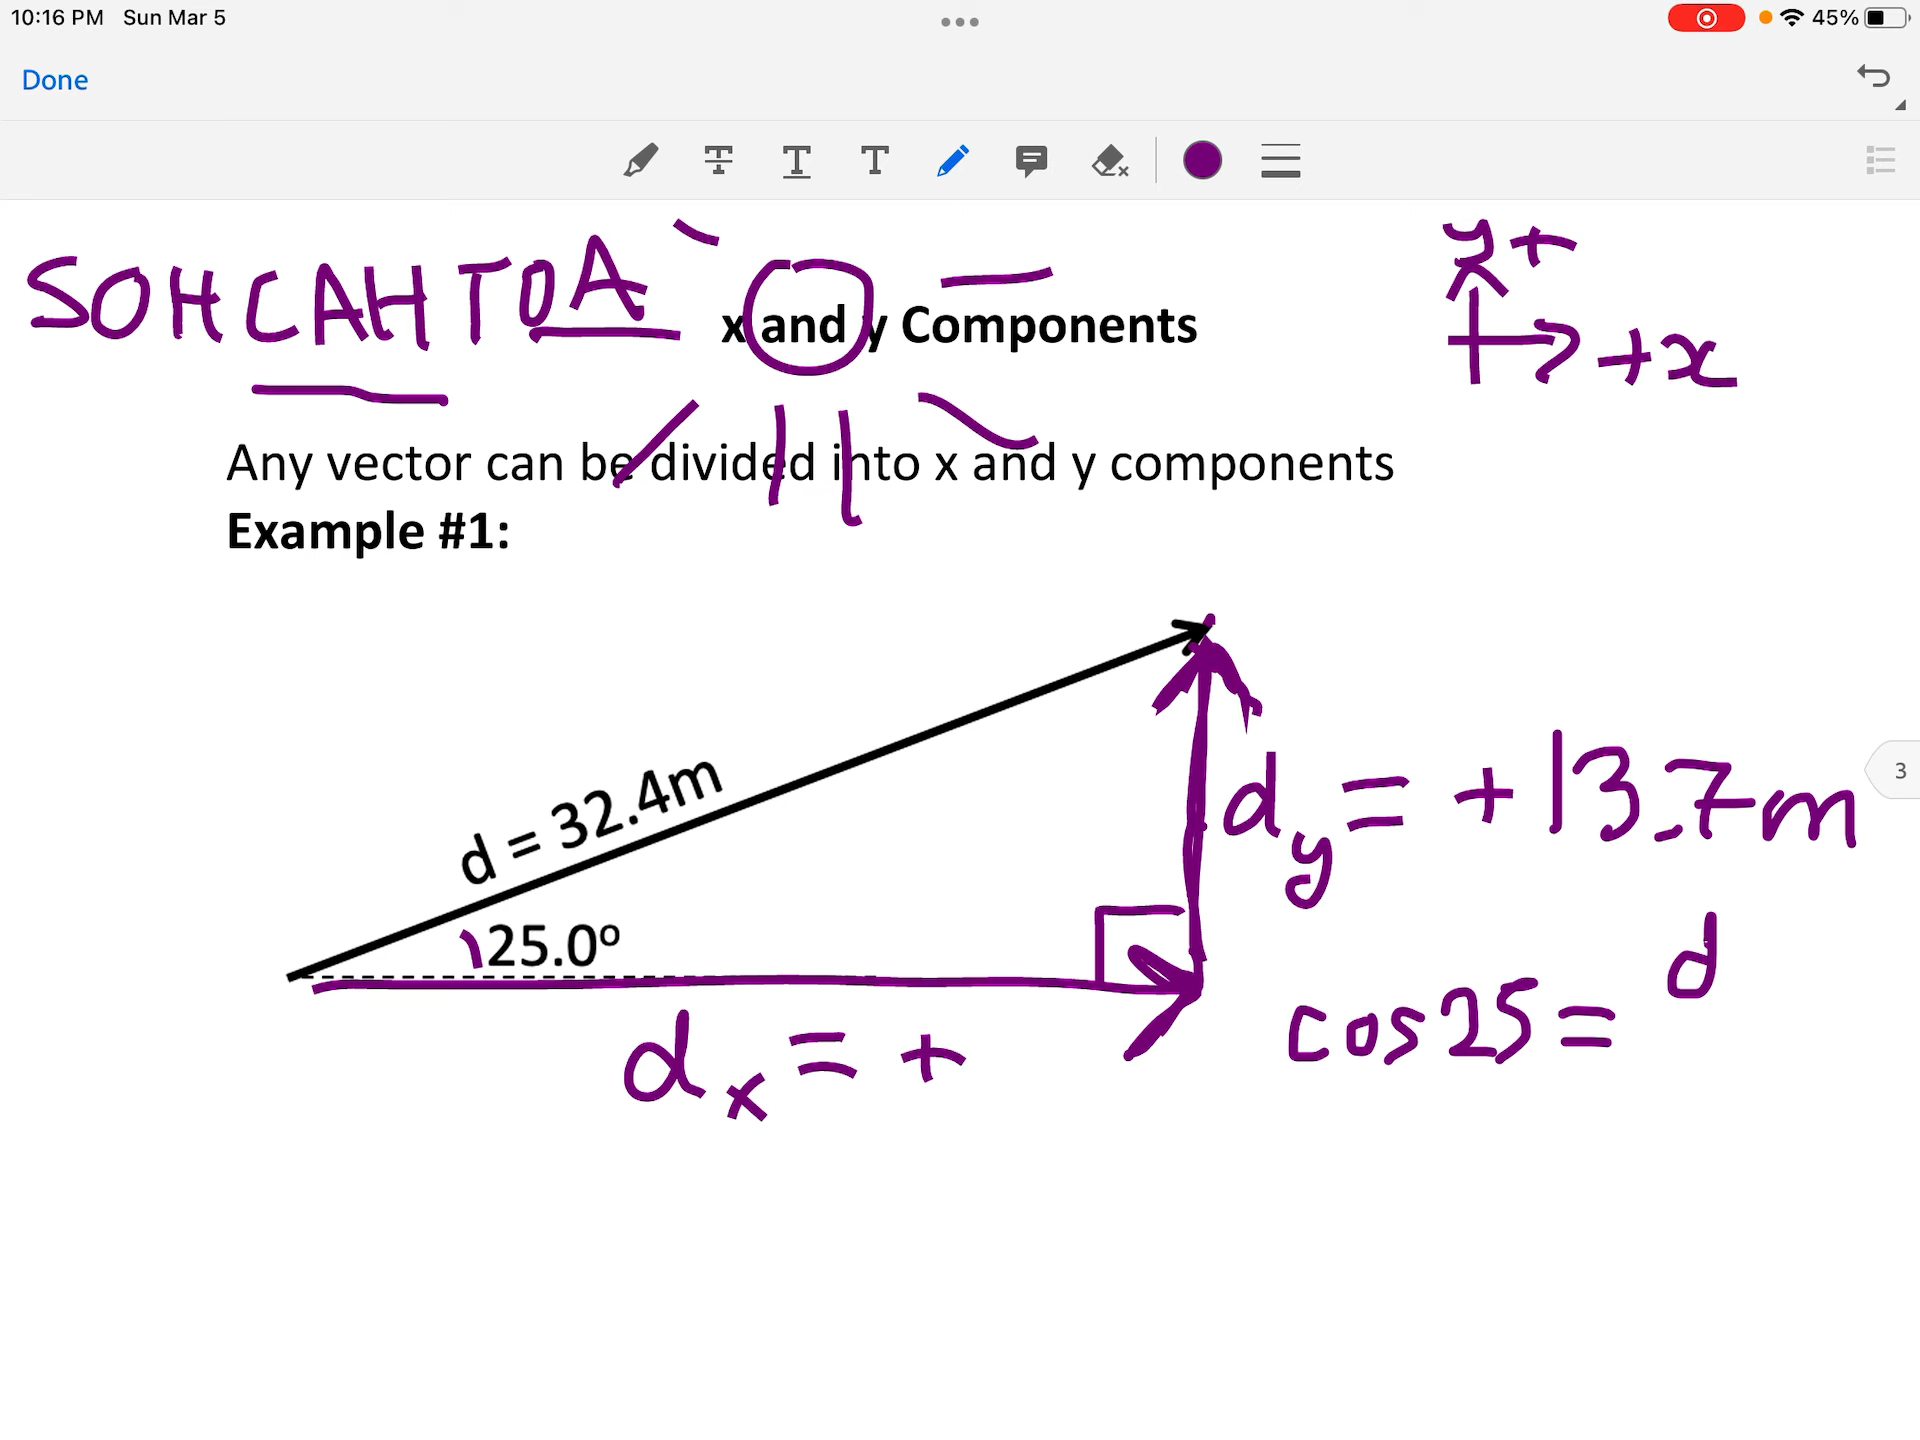 10:16 PM Sun Mar 5
45%
Done
SOHCAHTOA
x and y Components
y+
+x
Any vector can be divided into x and y components
Example #1:
d = 32.4m
25.0º
dy = +13.7m
3
cos25 = d
dx = +